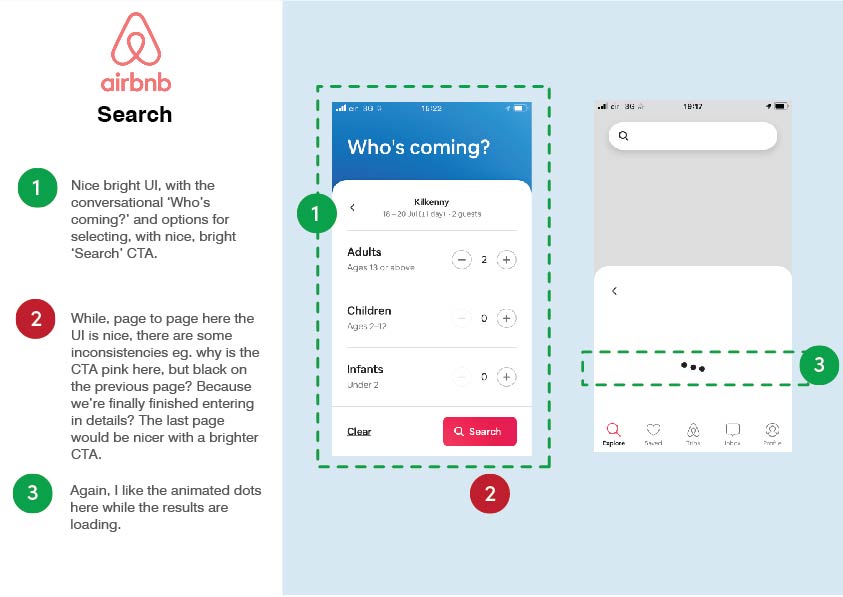 airbnb
Search
1
Nice bright UI, with the
conversational ‘Who’s
coming?’ and options for
selecting, with nice, bright
‘Search’ CTA.
2
While, page to page here the
UI is nice, there are some
inconsistencies eg. why is the
CTA pink here, but black on
the previous page? Because
we’re finally finished entering
in details? The last page
would be nicer with a brighter
CTA.
3
Again, I like the animated dots
here while the results are
loading.
eir 3G 15:22
Who's coming?
1
Kilkenny
16 – 20 Jul (±1 day) · 2 guests
Adults
Ages 13 or above
2
Children
Ages 2–12
0
Infants
Under 2
0
Clear
Search
2
eir 3G 19:17
3
Explore Saved Trips Inbox Profile